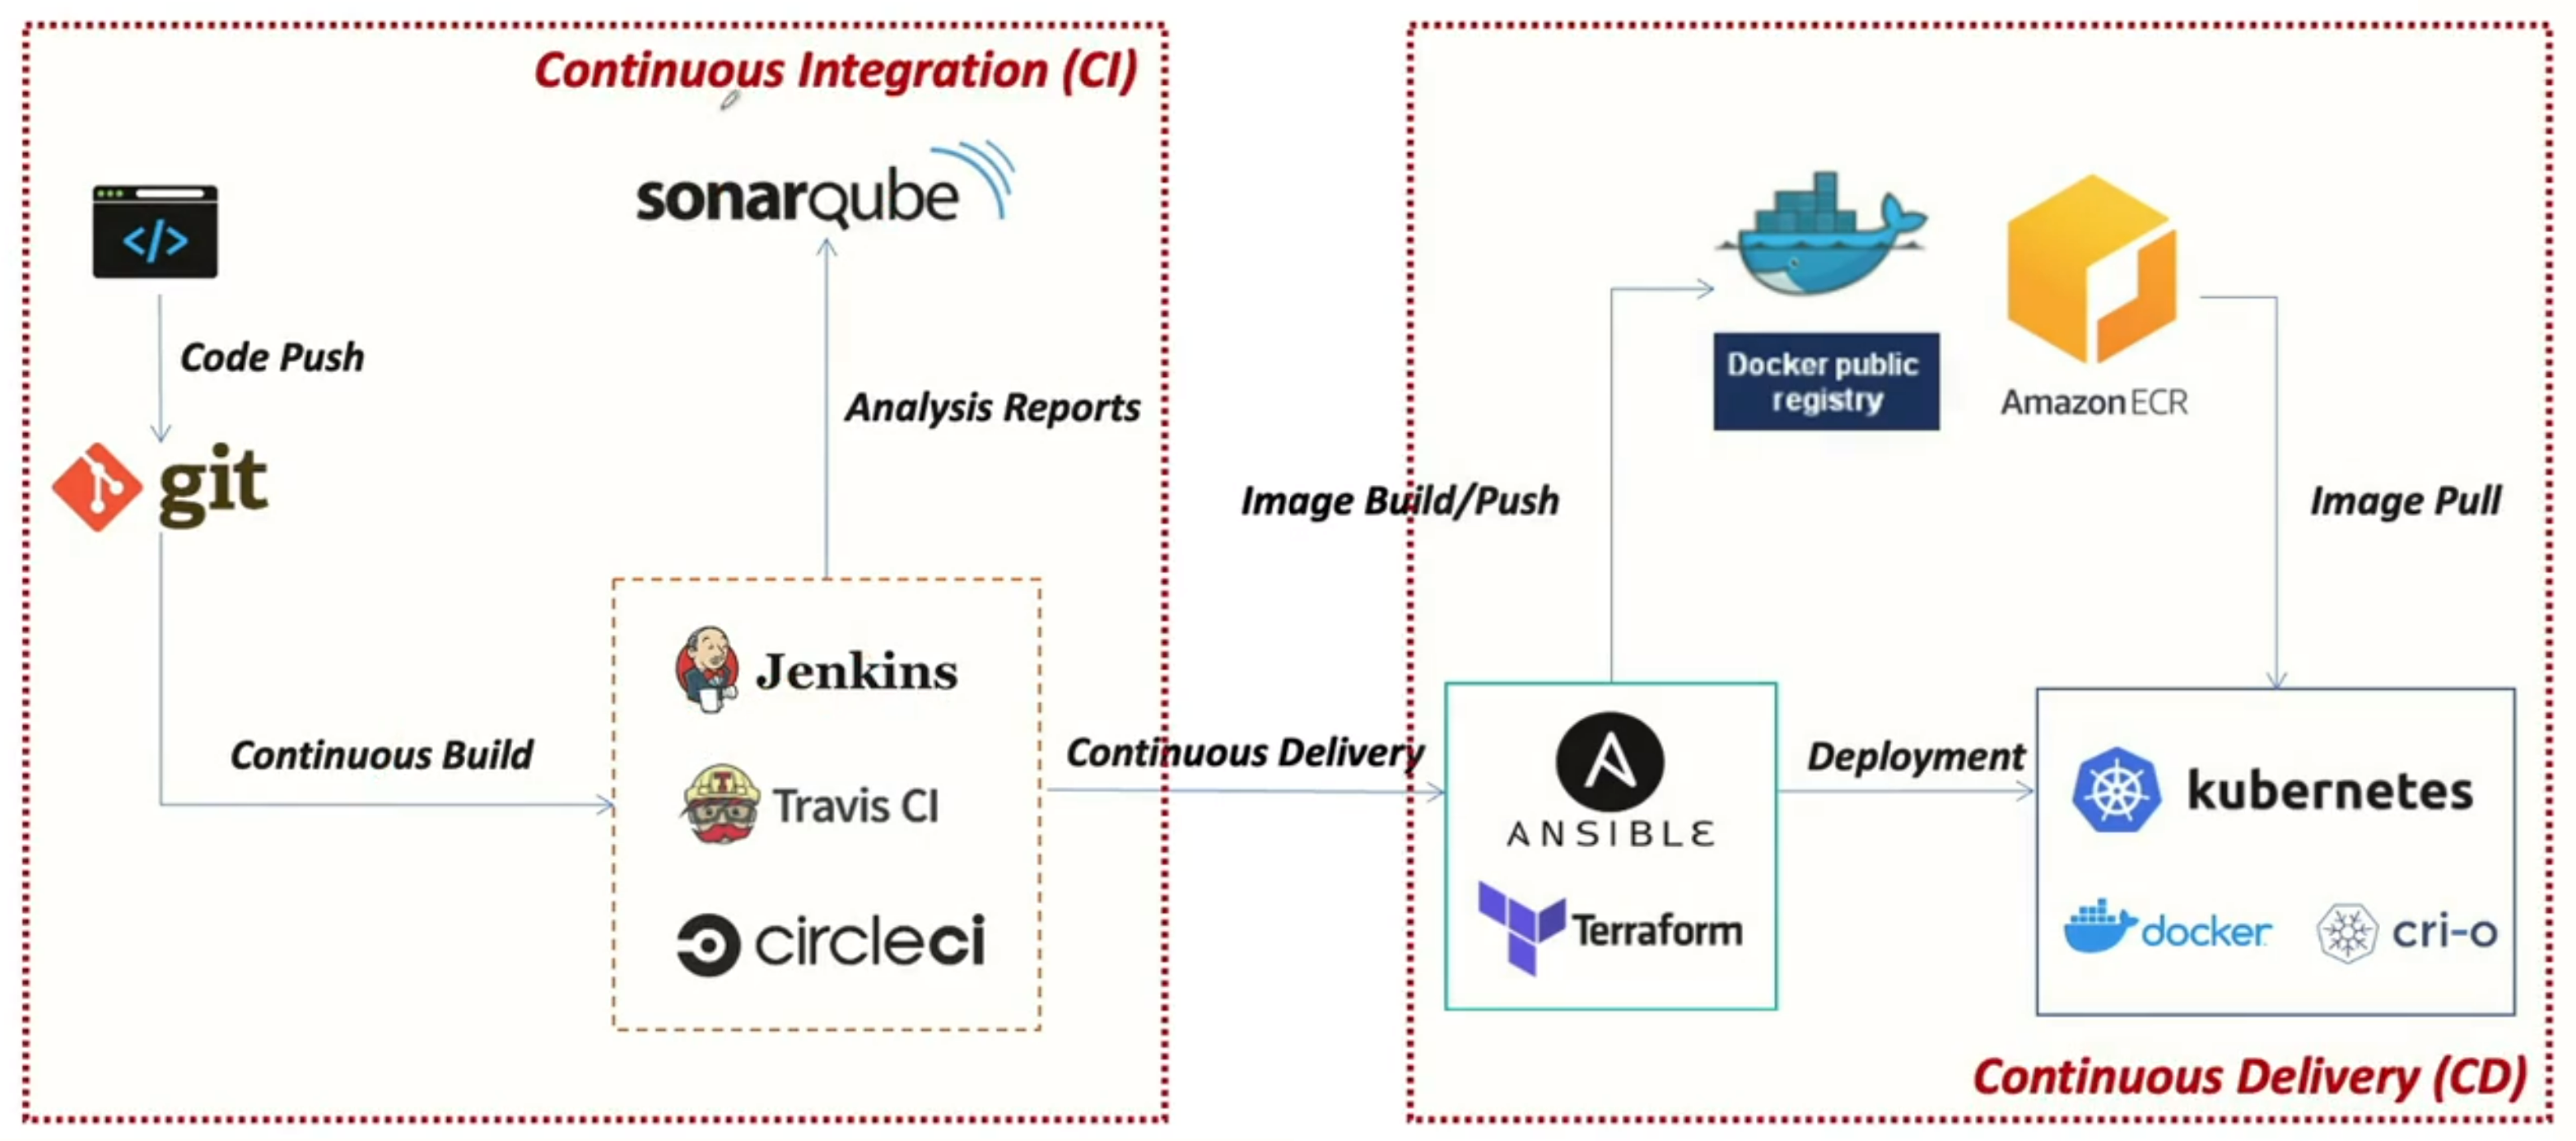 Continuous Integration (CI)
sonarqube
</>
Code Push
git
Analysis Reports
Continuous Build
Jenkins
Travis CI
circleci
Continuous Delivery
Docker public
registry
Amazon ECR
Image Build/Push
Image Pull
ANSIBLE
Terraform
Deployment
kubernetes
docker
cri-o
Continuous Delivery (CD)